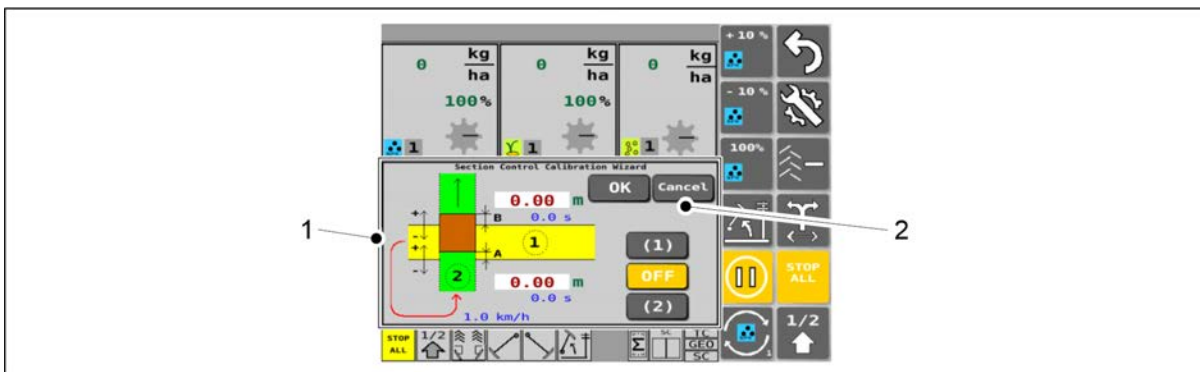 + 10 %
0 kg/ha
0 kg/ha
0 kg/ha
100%
100%
- 10 %
1
1
1
100%
Section Control Calibration Wizard
OK
Cancel
0.00 m
+
B
0.0 s
1
2
-
+
1
(1)
A
-
2
0.00 m
OFF
STOP
ALL
0.0 s
(2)
1.0 km/h
STOP
ALL
1/2
Σ
SC
TC
GEO
SC
1
1/2